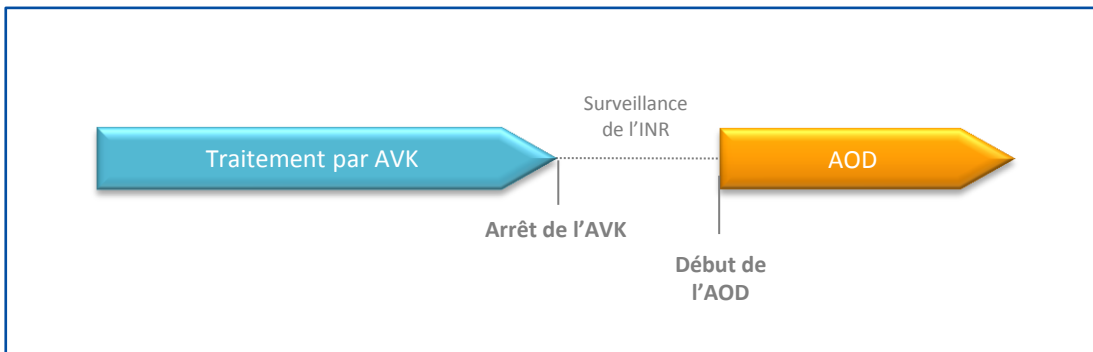 Surveillance
de l’INR
Traitement par AVK
AOD
Arrêt de l’AVK
Début de
l’AOD